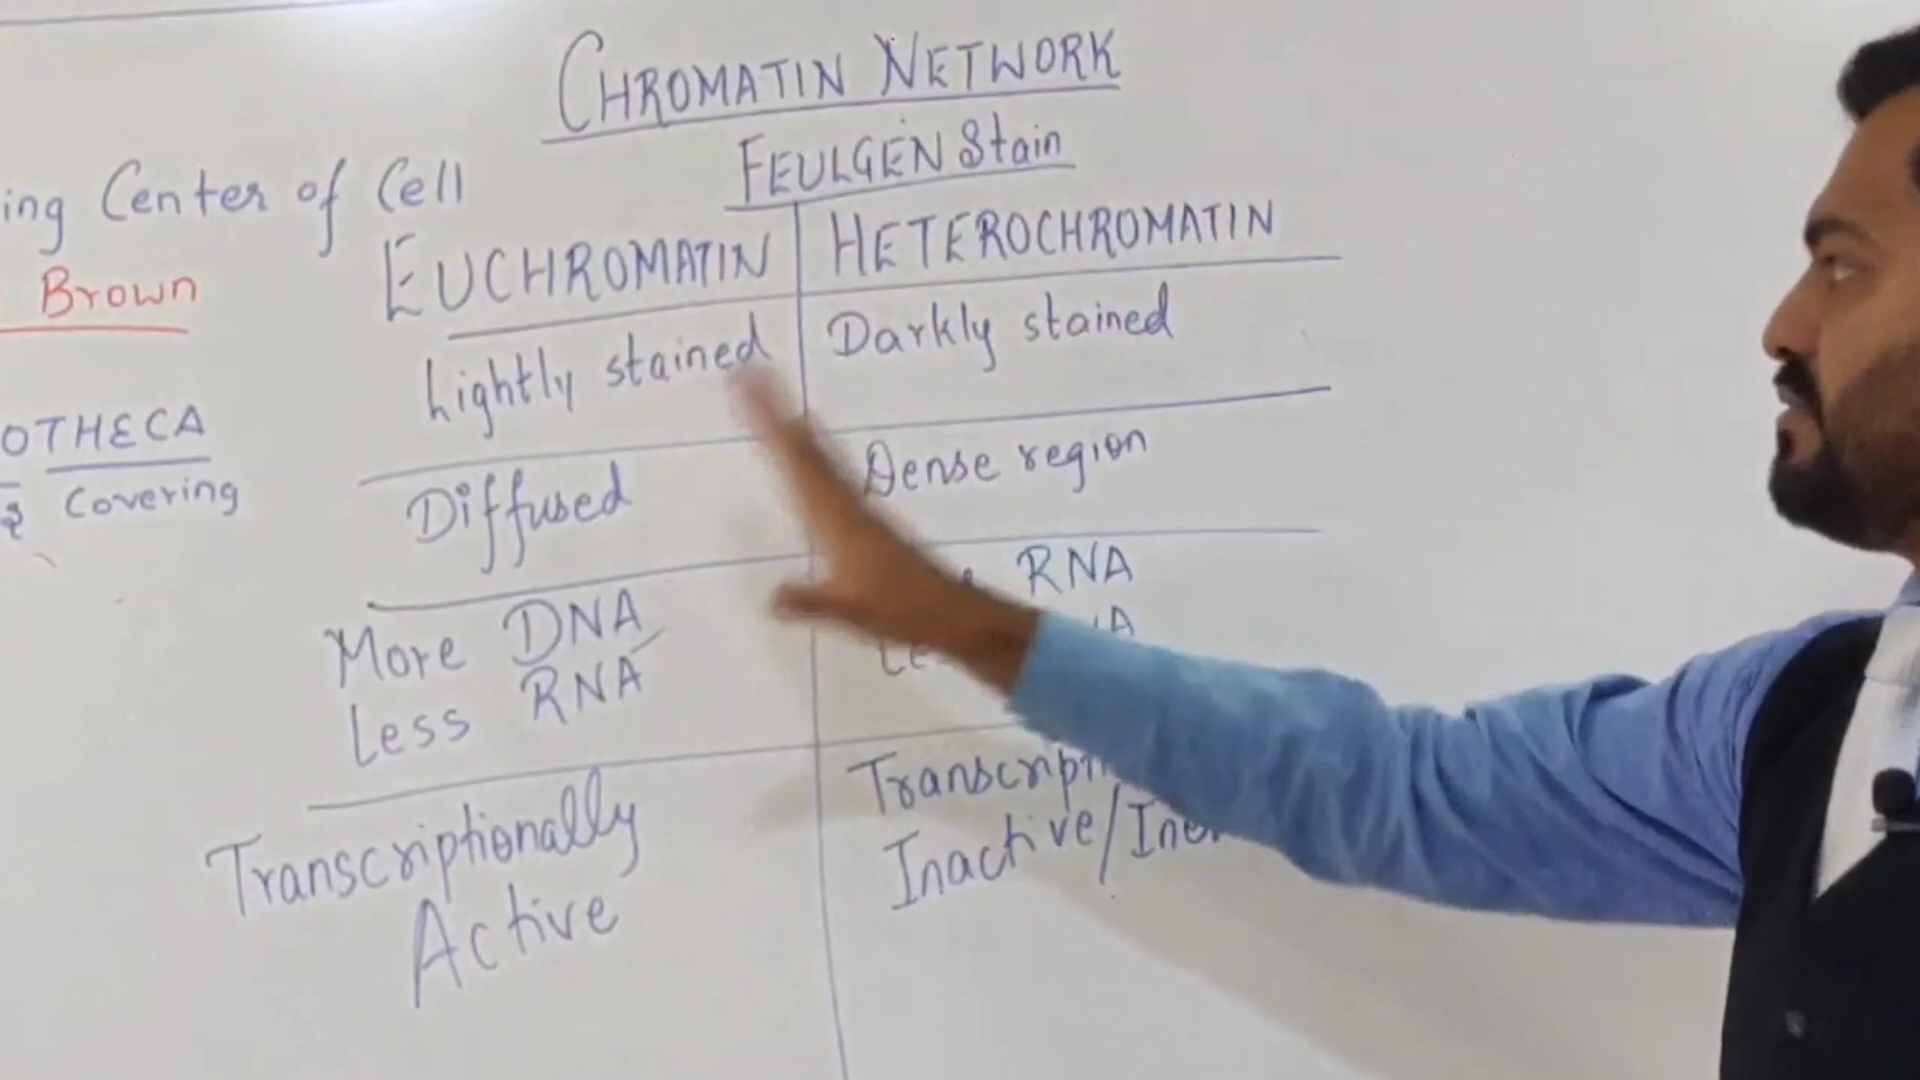 CHROMATIN NETWORK
FEULGEN Stain
ing Center of Cell
Brown
OTHECA
Covering
EUCHROMATIN
HETEROCHROMATIN
Lightly stained
Darkly stained
Diffused
Dense region
More DNA
Less RNA
RNA
Transcriptionally
Active
Inactive/